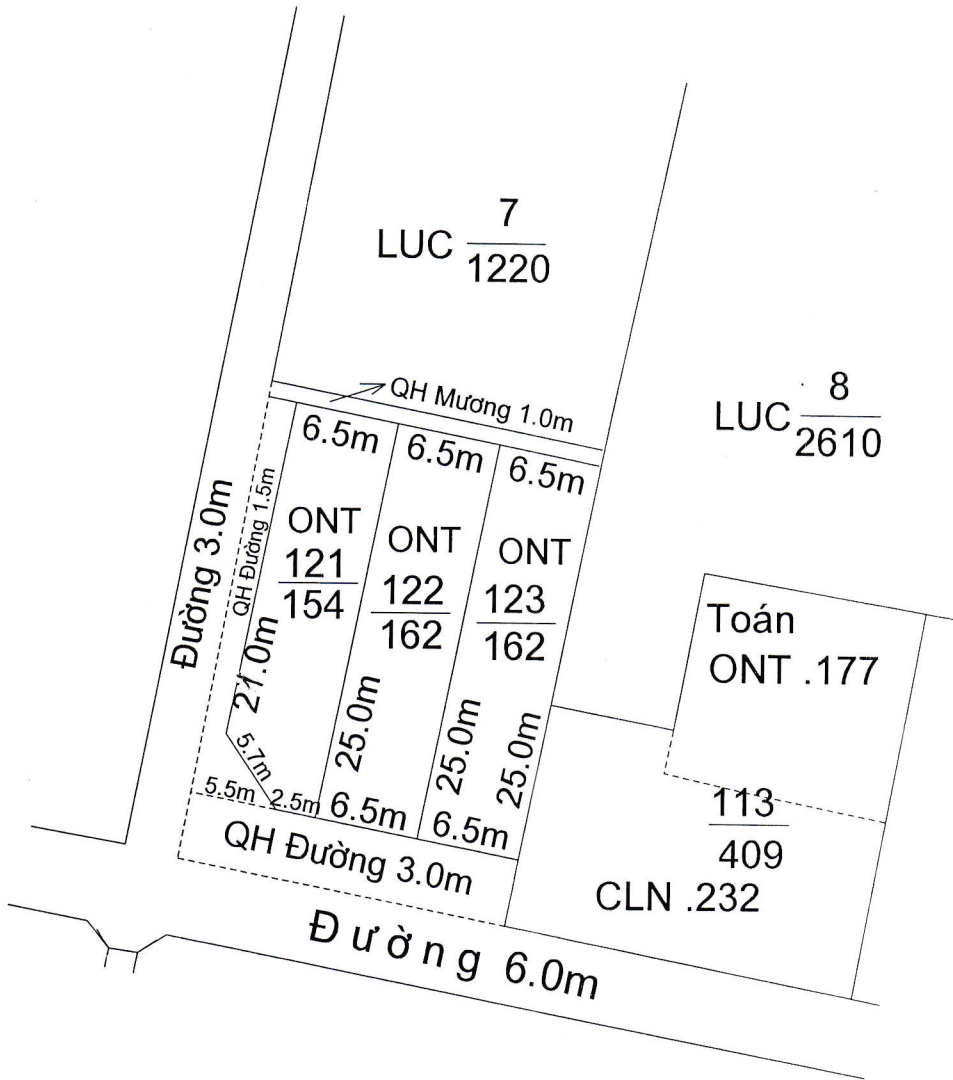 7
LUC
1220
QH Mương 1.0m
8
LUC
2610
6.5m
6.5m
6.5m
Đường 3.0m
QH Đường 1.5m
ONT
121
154
ONT
122
162
ONT
123
162
21.0m
25.0m
25.0m
25.0m
Toán
ONT .177
5.7m
5.5m
2.5m
6.5m
6.5m
113
409
CLN .232
QH Đường 3.0m
Đường 6.0m